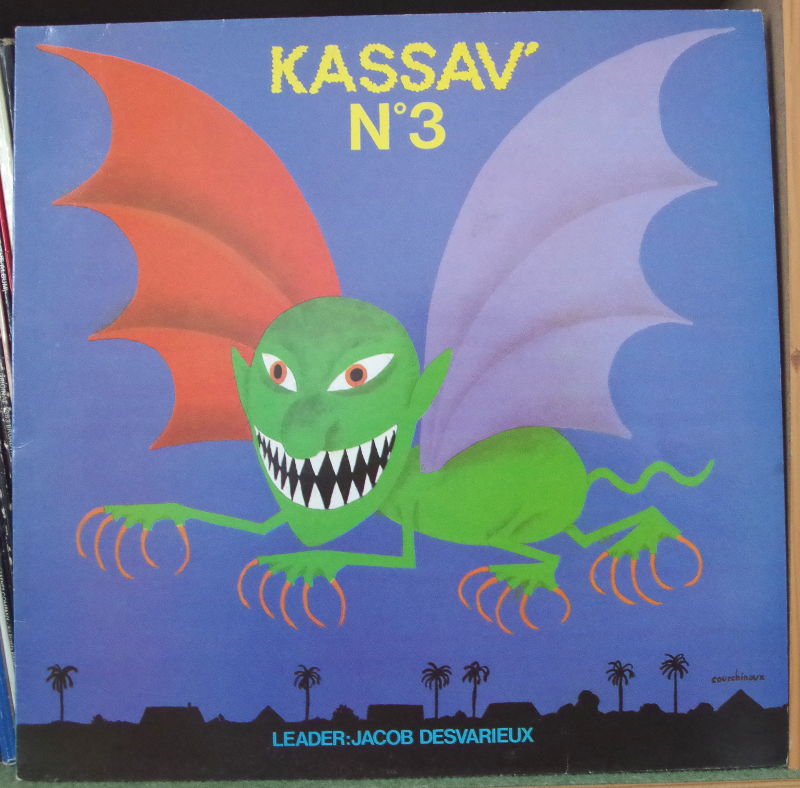 KASSAV'
N°3
courchinoux
LEADER:JACOB DESVARIEUX